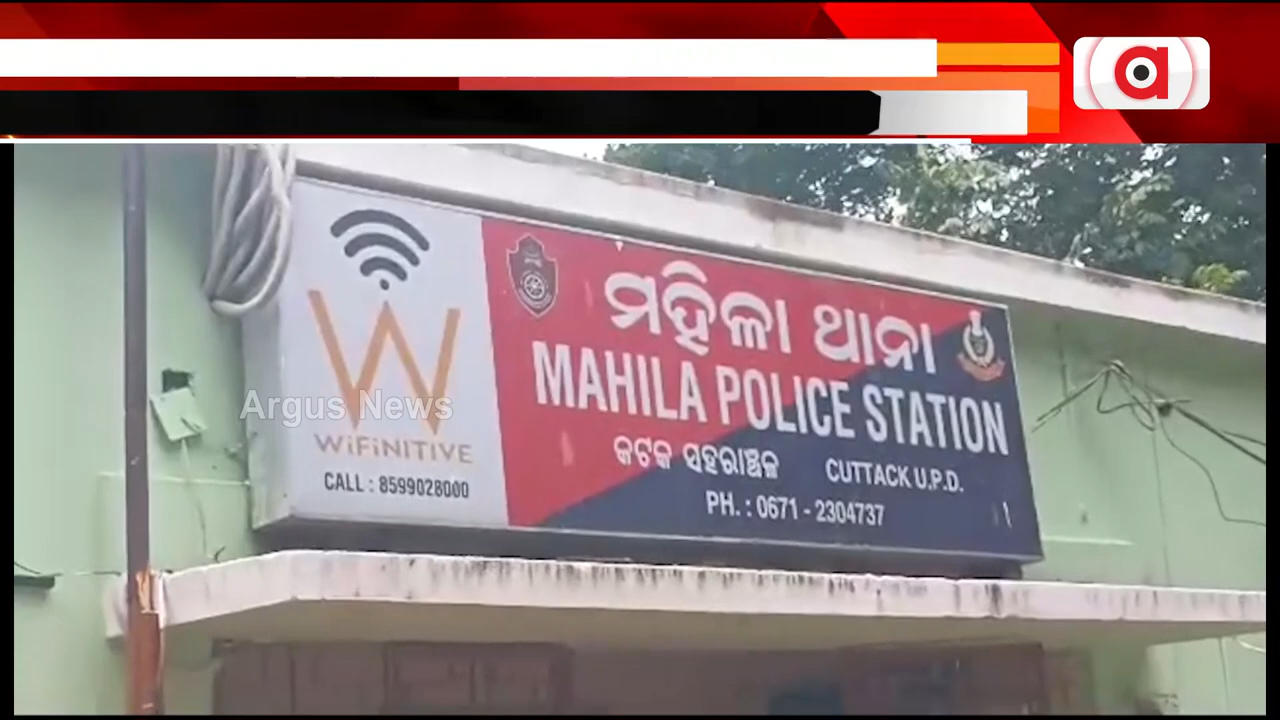 a
WiFiNiTiVE
CALL : 8599028000
ମହିଳା ଥାନା
MAHILA POLICE STATION
କଟକ ସହରାଞ୍ଚଳ CUTTACK U.P.D.
PH. : 0671 - 2304737
Argus News